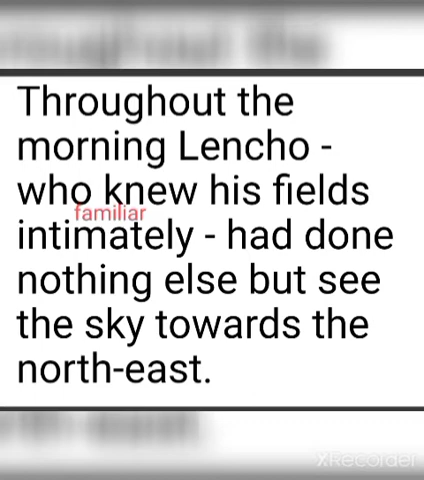 Throughout the
morning Lencho -
who knew his fields
familiar
intimately - had done
nothing else but see
the sky towards the
north-east.
XRecorder